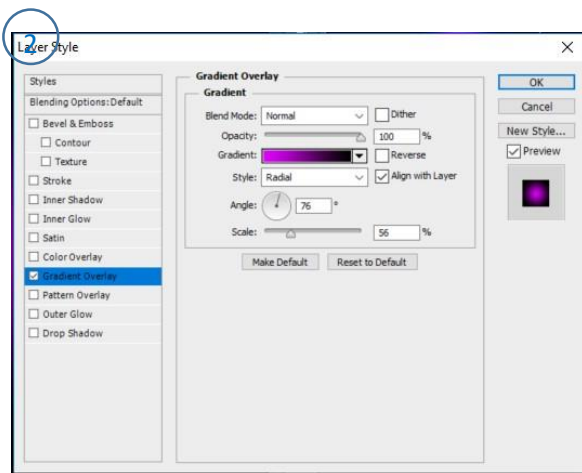 2
Layer Style
Styles
Blending Options: Default
Bevel & Emboss
Contour
Texture
Stroke
Inner Shadow
Inner Glow
Satin
Color Overlay
Gradient Overlay
Pattern Overlay
Outer Glow
Drop Shadow
Gradient Overlay
Gradient
Blend Mode: Normal Dither
Opacity: 100 %
Gradient: Reverse
Style: Radial Align with Layer
Angle: 76 °
Scale: 56 %
Make Default Reset to Default
OK
Cancel
New Style...
Preview